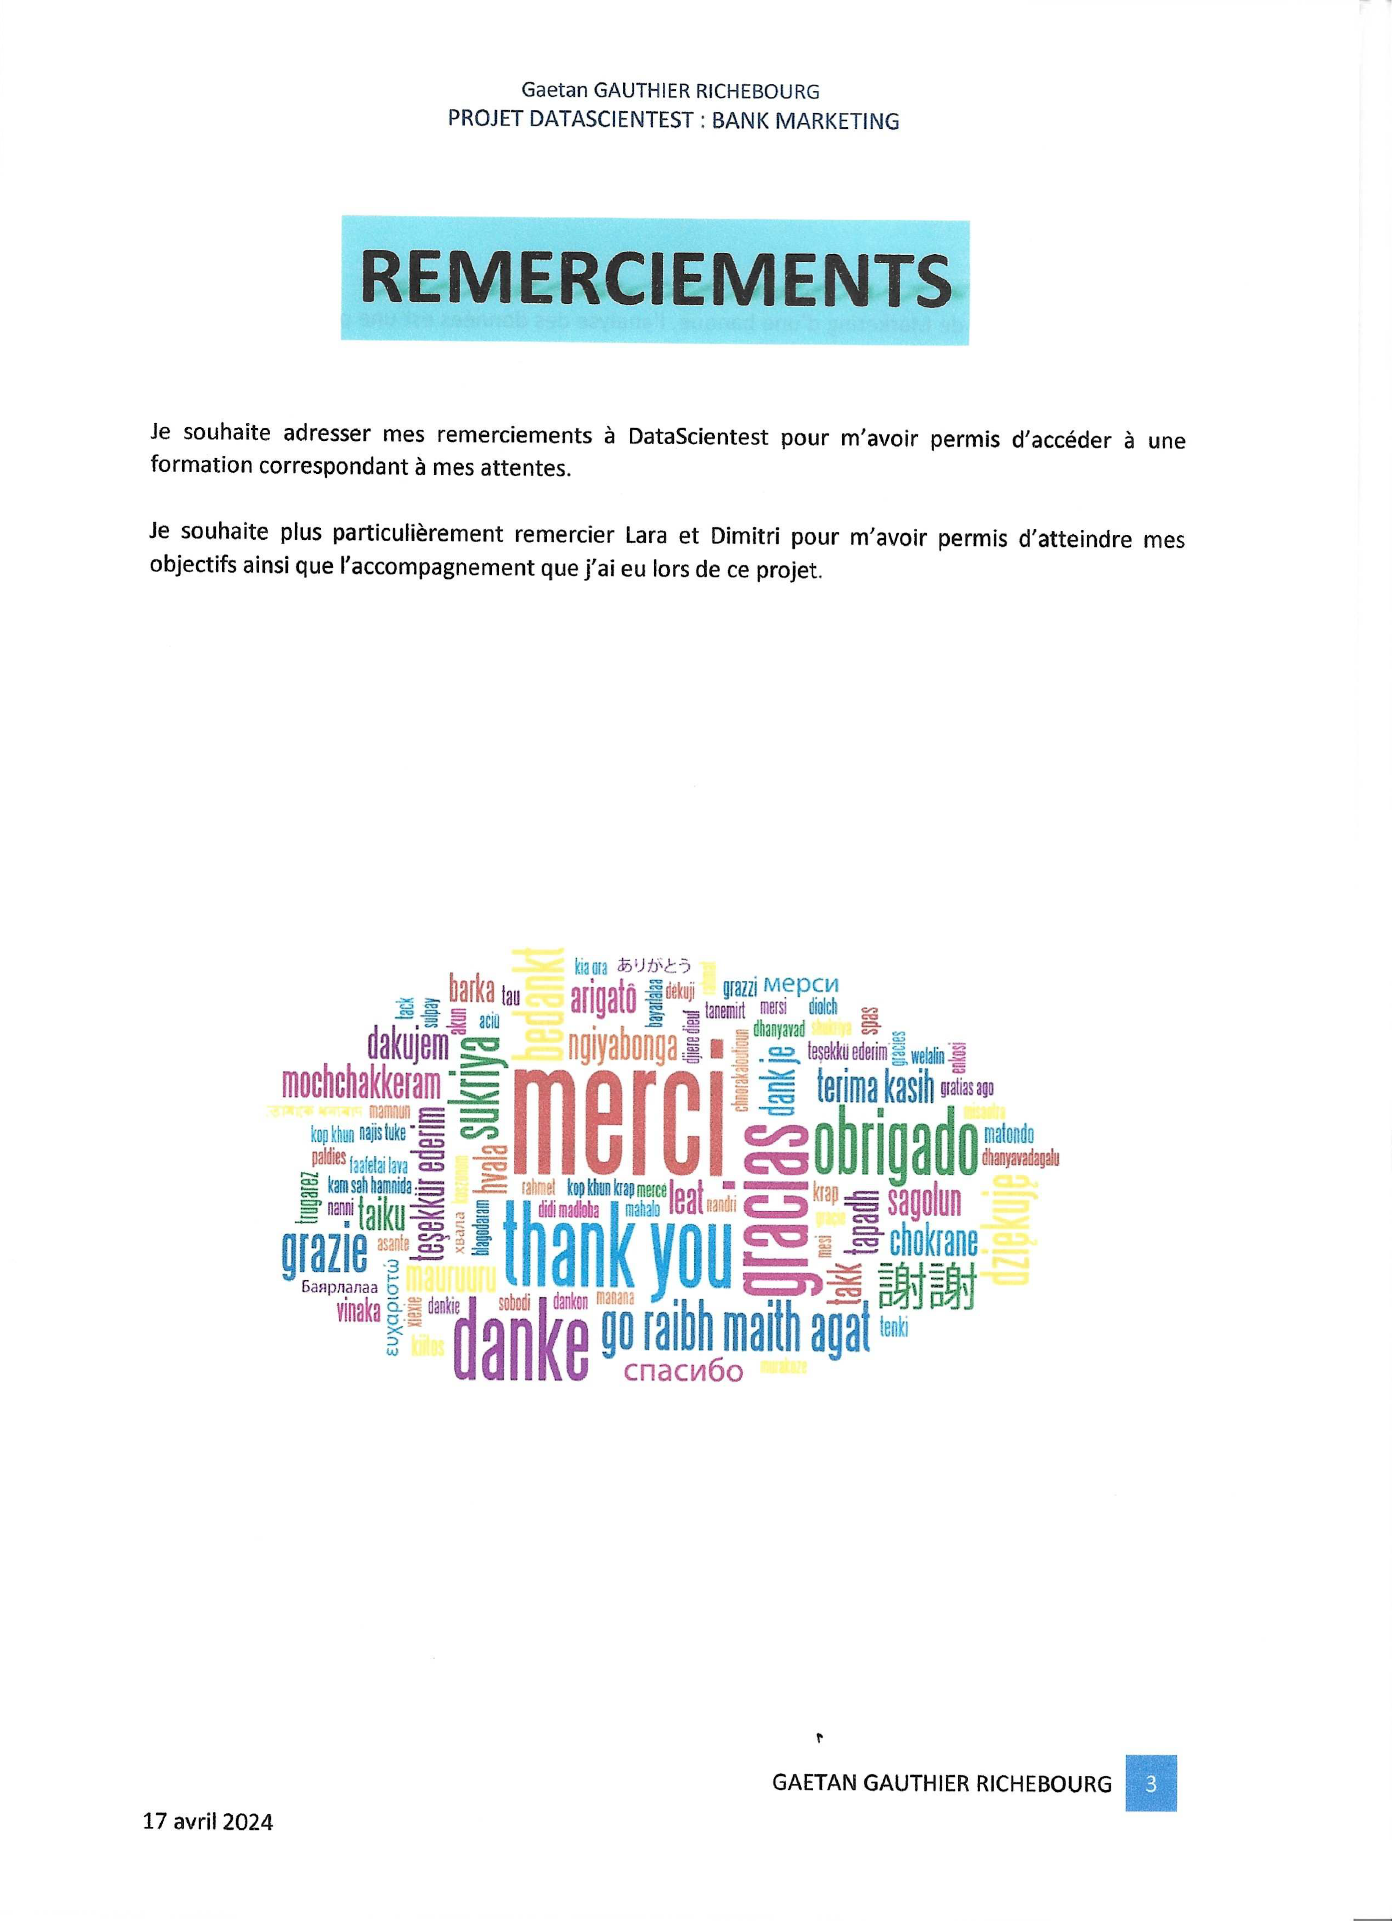 Gaetan GAUTHIER RICHEBOURG
PROJET DATASCIENTEST : BANK MARKETING
REMERCIEMENTS
Je souhaite adresser mes remerciements à DataScientest pour m’avoir permis d’accéder à une
formation correspondant à mes attentes.
Je souhaite plus particulièrement remercier Lara et Dimitri pour m’avoir permis d’atteindre mes
objectifs ainsi que l’accompagnement que j’ai eu lors de ce projet.
bedankt
kia ora
ありがとう
barka
tau
arigatô
bayarlalaa
dekuji
grazzi
мерси
tack
sulpay
akun
aciu
tanemirt
mersi
diolch
dakujem
sukriya
ngiyabonga
djiere dieuf
dhanyavad
shukriya
spas
mochchakkeram
merci
chnorakaloutioun
dank je
teşekkü ederim
gracies
welalin
enkosi
terima kasih
gratias ago
mamnun
misaotra
kop khun
najis tuke
teşekkür ederim
gracias
obrigado
matondo
dhanyavadagalu
paldies
faafetai lava
hvala
trugarez
kam sah hamnida
rahmet
kop khun krap
merce
leat
nandri
krap
tapadh
sagolun
dziękuję
nanni
taiku
хвала
blagodaram
didi madloba
mahalo
thank you
mesi
chokrane
grazie
asante
mauruuru
takk
謝謝
Баярлалаа
ευχαριστώ
vinaka
xiexie
dankie
sobodi
dankon
manana
kiitos
danke
go raibh maith agat
tenki
спасибо
GAETAN GAUTHIER RICHEBOURG 3
17 avril 2024